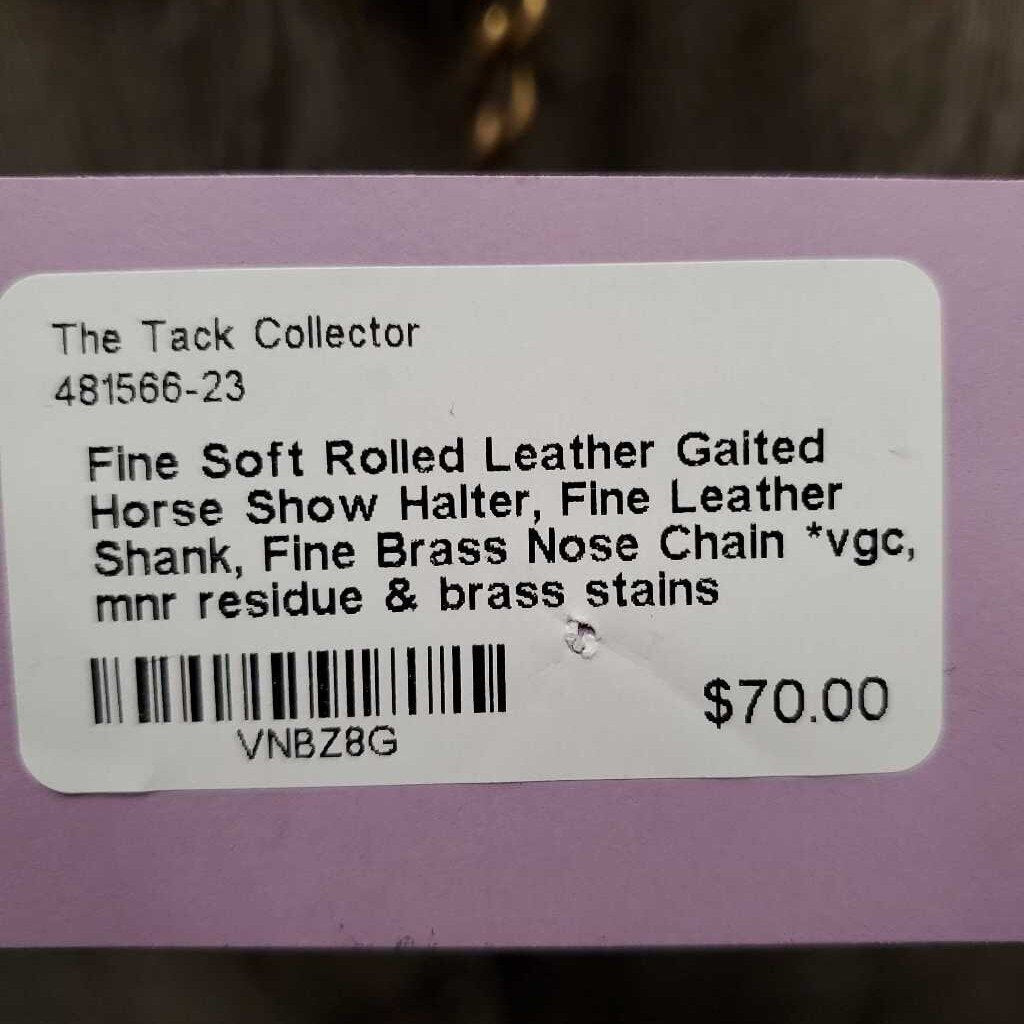 The Tack Collector
481566-23
Fine Soft Rolled Leather Gaited
Horse Show Halter, Fine Leather
Shank, Fine Brass Nose Chain *vgc,
mnr residue & brass stains
$70.00
VNBZ8G